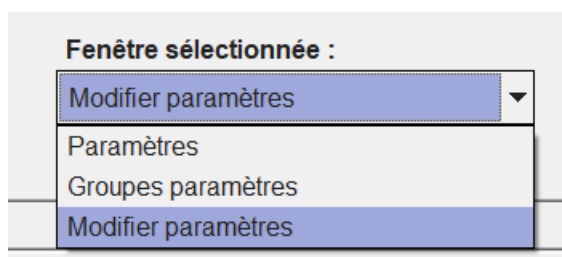 Fenêtre sélectionnée :
Modifier paramètres
Paramètres
Groupes paramètres
Modifier paramètres